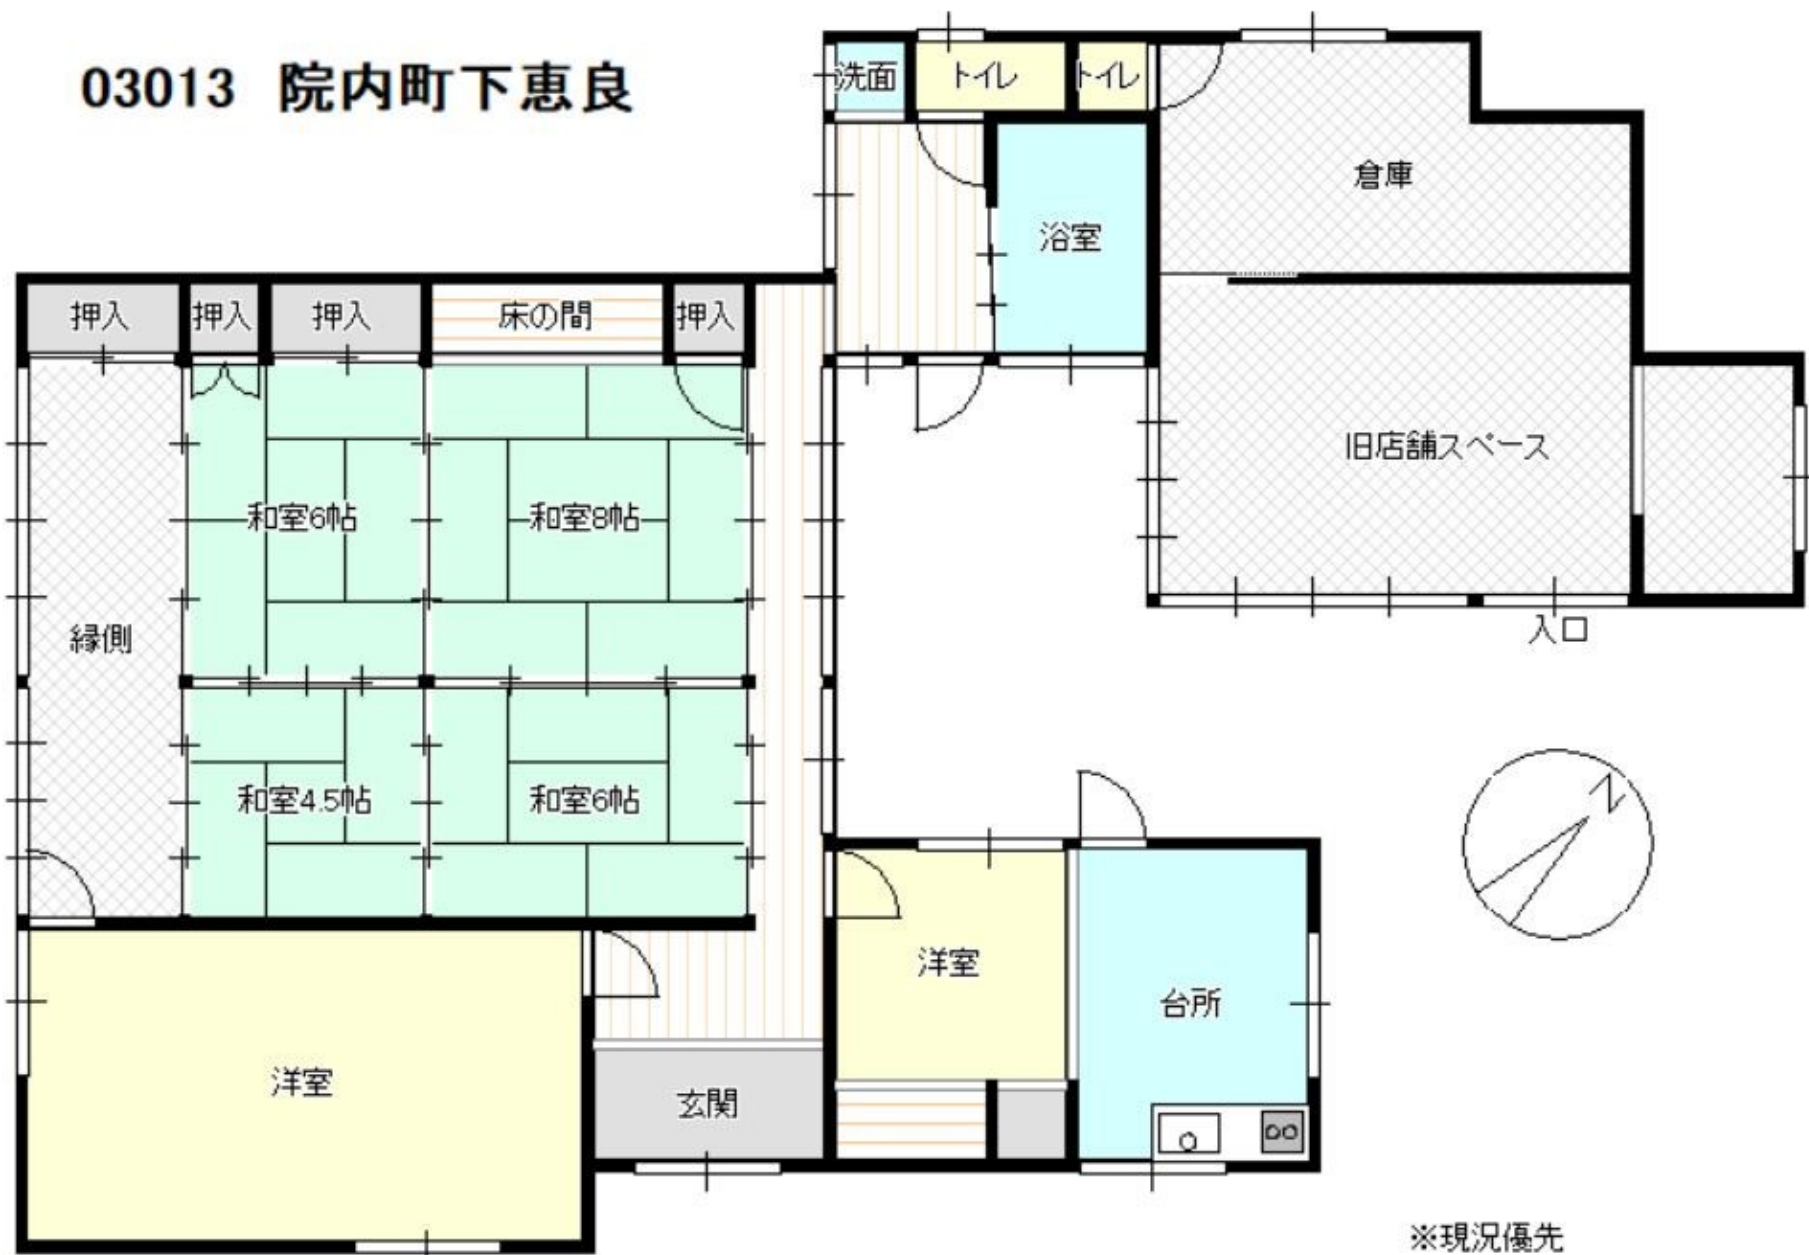 03013 院内町下恵良
洗面
トイレ
トイレ
倉庫
浴室
押入
押入
押入
床の間
押入
旧店舗スペース
和室6帖
和室8帖
縁側
入口
和室4.5帖
和室6帖
N
洋室
台所
洋室
玄関
※現況優先